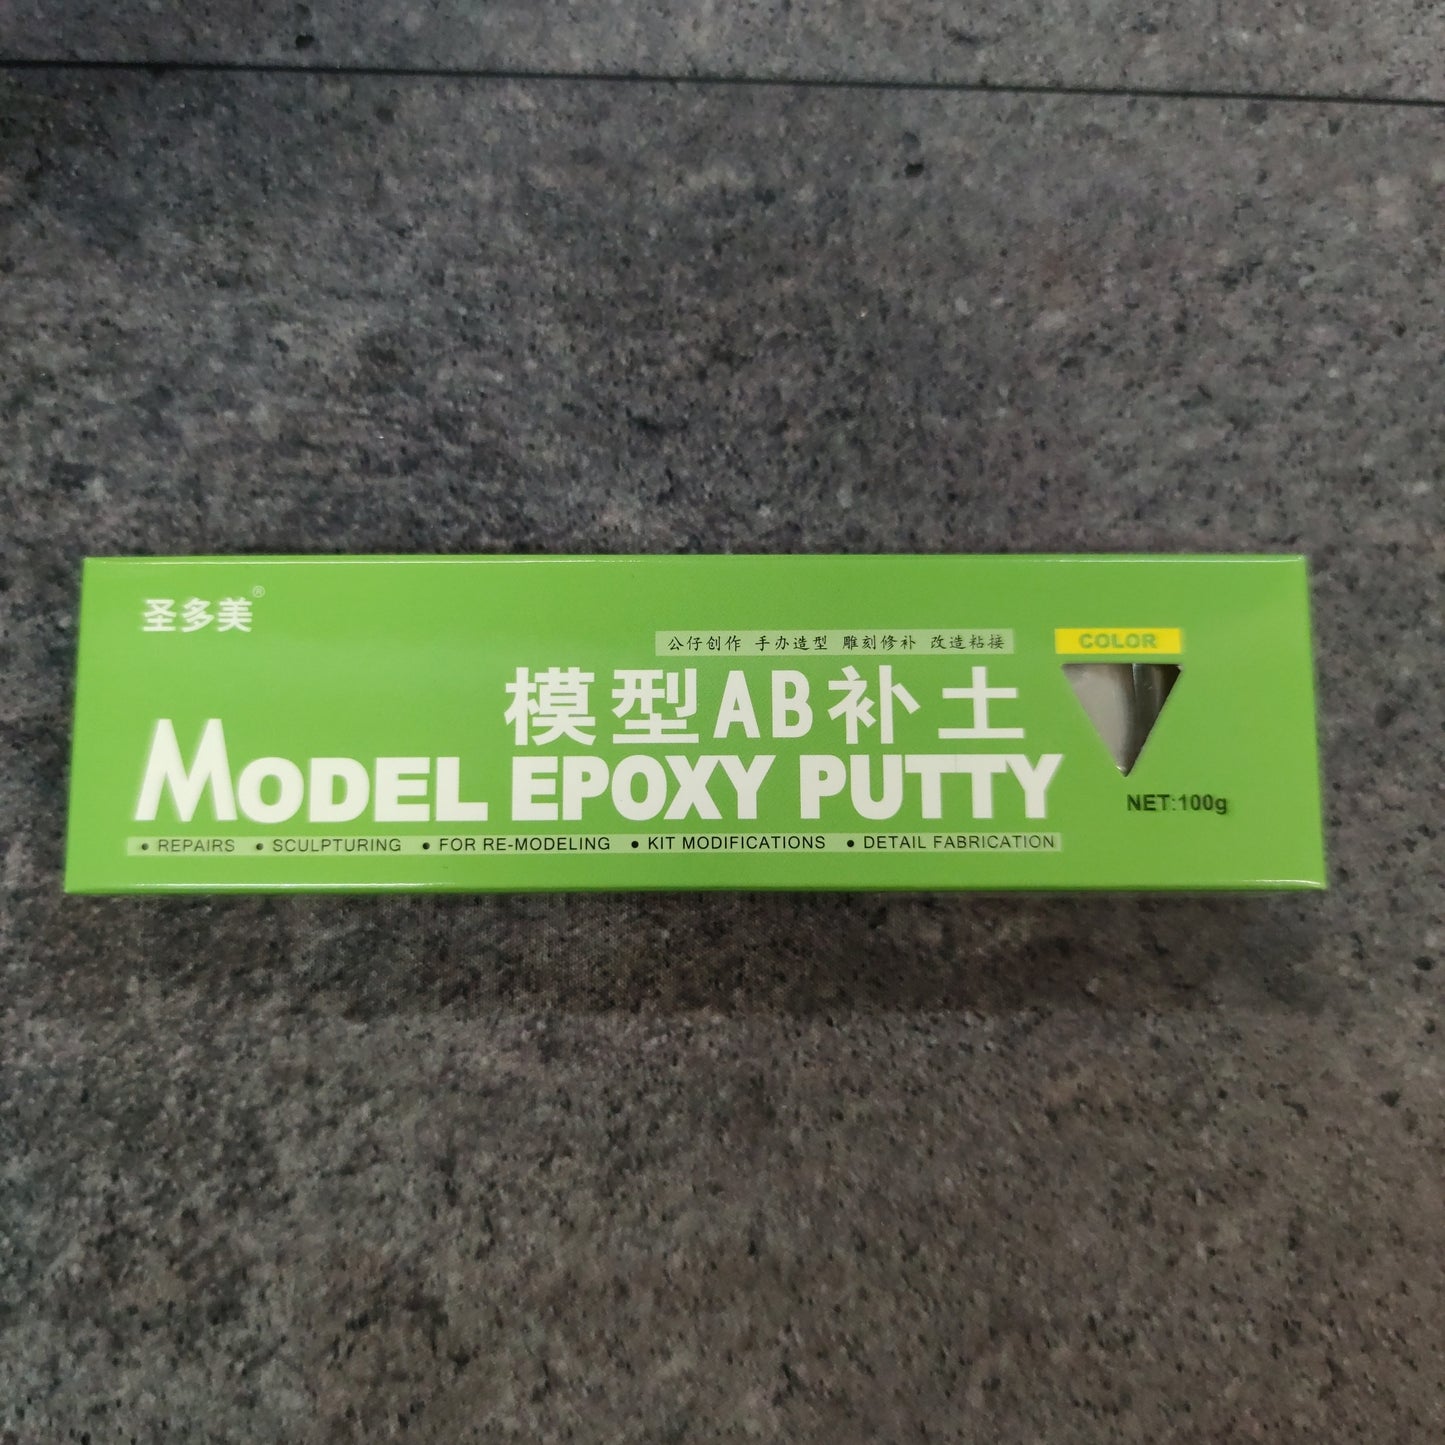 圣多美®
公仔创作 手办造型 雕刻修补 改造粘接
COLOR
模型AB补土
MODEL EPOXY PUTTY
NET:100g
• REPAIRS • SCULPTURING • FOR RE-MODELING • KIT MODIFICATIONS • DETAIL FABRICATION